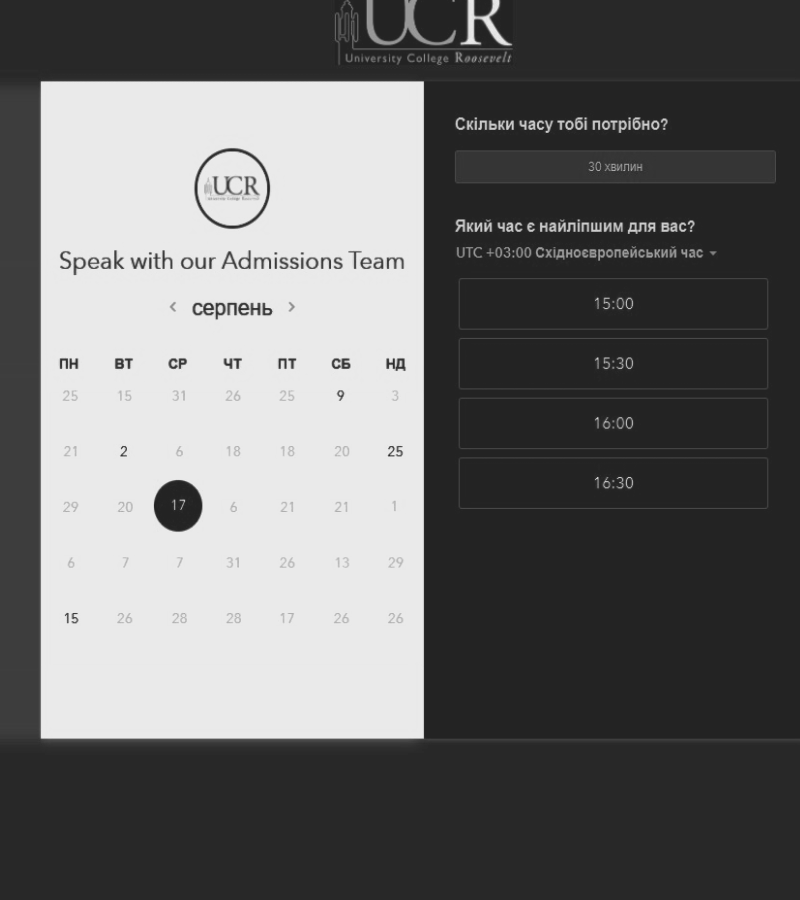 UCR
University College Roosevelt
UCR
Speak with our Admissions Team
серпень
ПН ВТ СР ЧТ ПТ СБ НД
25 15 31 26 25 9 3
21 2 6 18 18 20 25
29 20 17 6 21 21 1
6 7 7 31 26 13 29
15 26 28 28 17 26 26
Скільки часу тобі потрібно?
30 хвилин
Який час є найліпшим для вас?
UTC +03:00 Східноєвропейський час
15:00
15:30
16:00
16:30